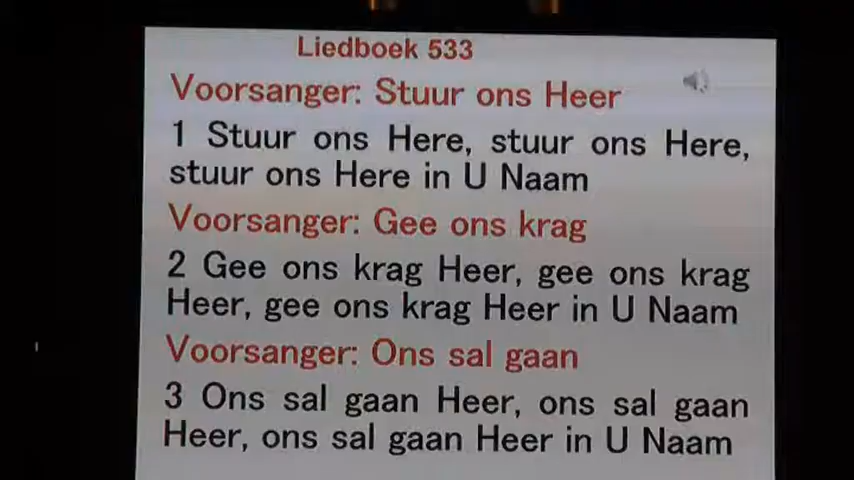 Liedboek 533
Voorsanger: Stuur ons Heer
1 Stuur ons Here, stuur ons Here,
stuur ons Here in U Naam
Voorsanger: Gee ons krag
2 Gee ons krag Heer, gee ons krag
Heer, gee ons krag Heer in U Naam
Voorsanger: Ons sal gaan
3 Ons sal gaan Heer, ons sal gaan
Heer, ons sal gaan Heer in U Naam